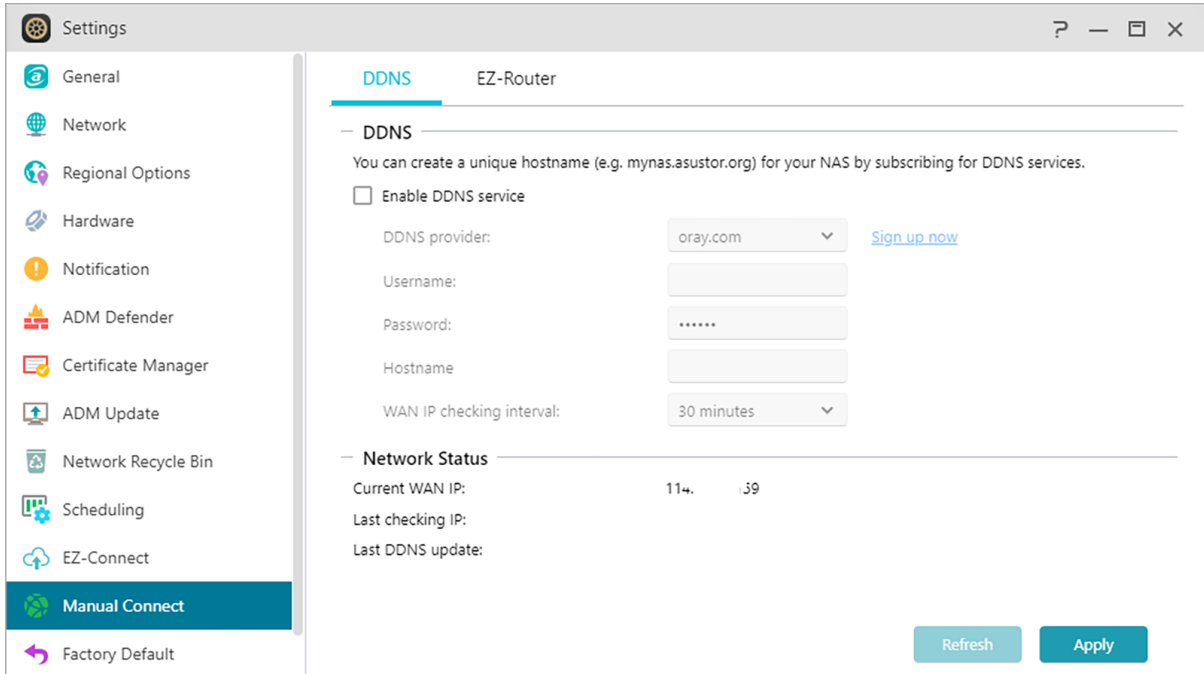 Settings
General
Network
Regional Options
Hardware
Notification
ADM Defender
Certificate Manager
ADM Update
Network Recycle Bin
Scheduling
EZ-Connect
Manual Connect
Factory Default
DDNS EZ-Router
DDNS
You can create a unique hostname (e.g. mynas.asustor.org) for your NAS by subscribing for DDNS services.
Enable DDNS service
DDNS provider: oray.com Sign up now
Username:
Password: ••••••
Hostname
WAN IP checking interval: 30 minutes
Network Status
Current WAN IP: 114.
Last checking IP:
Last DDNS update:
Refresh Apply